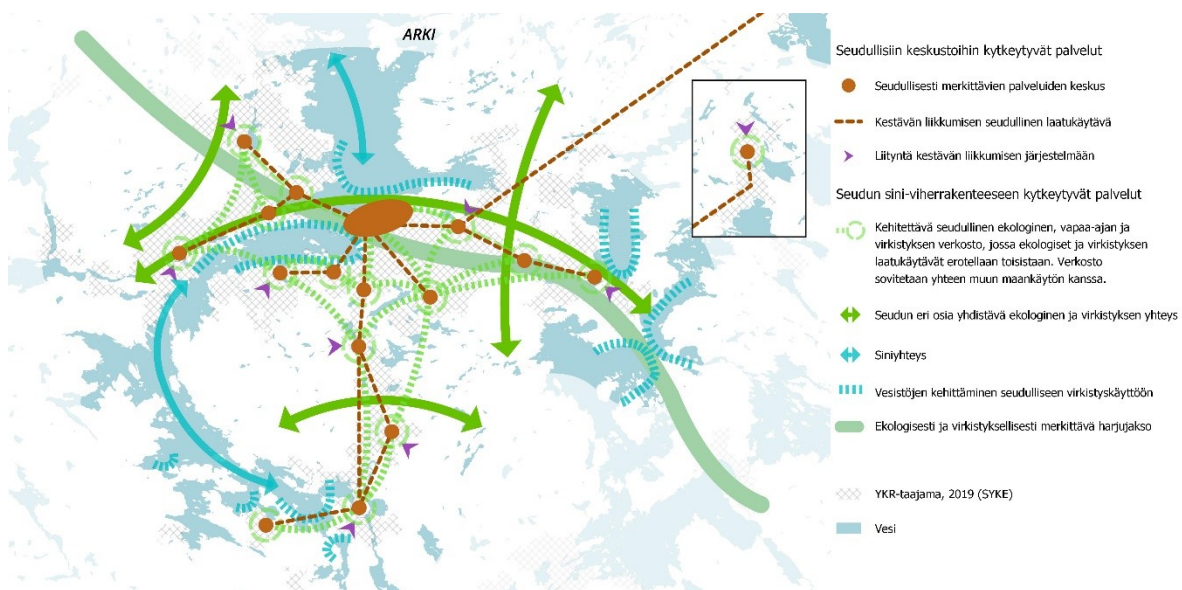 ARKI
Seudullisiin keskustoihin kytkeytyvät palvelut
Seudullisesti merkittävien palveluiden keskus
Kestävän liikkumisen seudullinen laatukäytävä
Liityntä kestävän liikkumisen järjestelmään
Seudun sini-viherrakenteeseen kytkeytyvät palvelut
Kehitettävä seudullinen ekologinen, vapaa-ajan ja
virkistyksen verkosto, jossa ekologiset ja virkistyksen
laatukäytävät erotellaan toisistaan. Verkosto
sovitetaan yhteen muun maankäytön kanssa.
Seudun eri osia yhdistävä ekologinen ja virkistyksen yhteys
Siniyhteys
Vesistöjen kehittäminen seudulliseen virkistyskäyttöön
Ekologisesti ja virkistyksellisesti merkittävä harjujakso
YKR-taajama, 2019 (SYKE)
Vesi